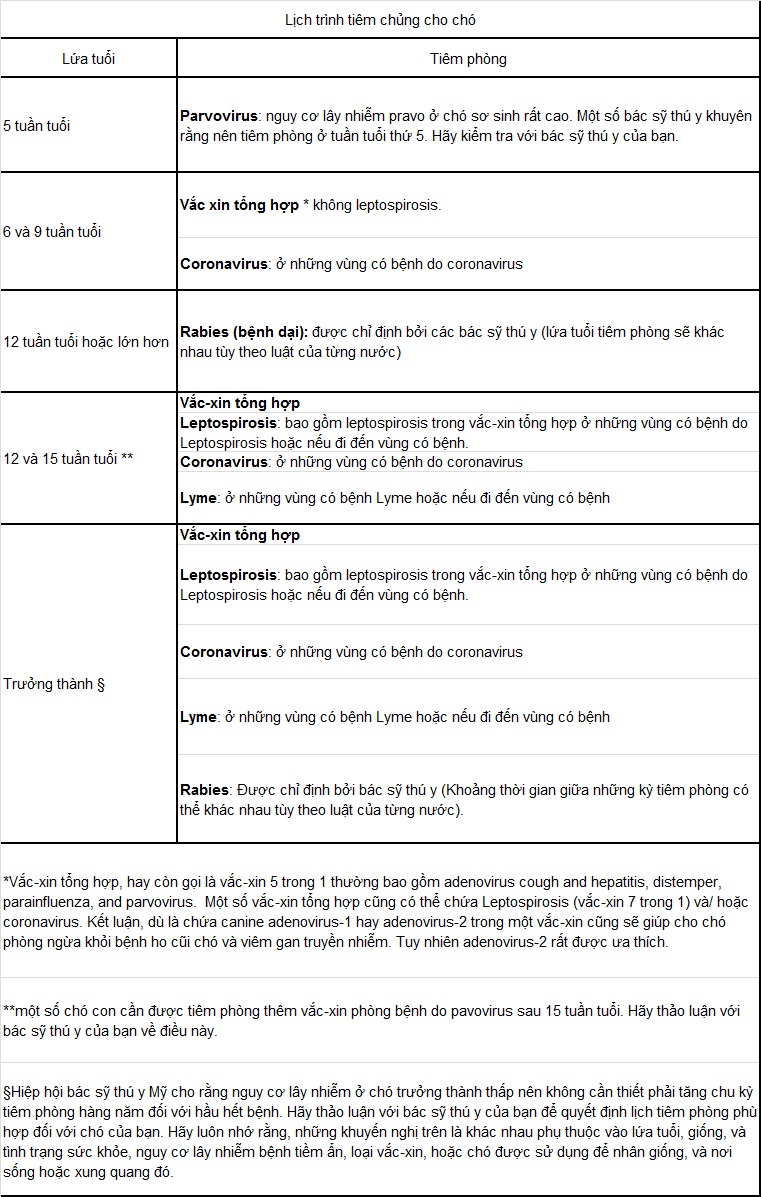 Lịch trình tiêm chủng cho chó
Lứa tuổi
Tiêm phòng
5 tuần tuổi
Parvovirus: nguy cơ lây nhiễm pravo ở chó sơ sinh rất cao. Một số bác sỹ thú y khuyên
rằng nên tiêm phòng ở tuần tuổi thứ 5. Hãy kiểm tra với bác sỹ thú y của bạn.
6 và 9 tuần tuổi
Vắc xin tổng hợp * không leptospirosis.
Coronavirus: ở những vùng có bệnh do coronavirus
12 tuần tuổi hoặc lớn hơn
Rabies (bệnh dại): được chỉ định bởi các bác sỹ thú y (lứa tuổi tiêm phòng sẽ khác
nhau tùy theo luật của từng nước)
12 và 15 tuần tuổi **
Vắc-xin tổng hợp
Leptospirosis: bao gồm leptospirosis trong vắc-xin tổng hợp ở những vùng có bệnh do
Leptospirosis hoặc nếu đi đến vùng có bệnh.
Coronavirus: ở những vùng có bệnh do coronavirus
Lyme: ở những vùng có bệnh Lyme hoặc nếu đi đến vùng có bệnh
Trưởng thành §
Vắc-xin tổng hợp
Leptospirosis: bao gồm leptospirosis trong vắc-xin tổng hợp ở những vùng có bệnh do
Leptospirosis hoặc nếu đi đến vùng có bệnh.
Coronavirus: ở những vùng có bệnh do coronavirus
Lyme: ở những vùng có bệnh Lyme hoặc nếu đi đến vùng có bệnh
Rabies: Được chỉ định bởi bác sỹ thú y (Khoảng thời gian giữa những kỳ tiêm phòng có
thể khác nhau tùy theo luật của từng nước).
*Vắc-xin tổng hợp, hay còn gọi là vắc-xin 5 trong 1 thường bao gồm adenovirus cough and hepatitis, distemper,
parainfluenza, and parvovirus. Một số vắc-xin tổng hợp cũng có thể chứa Leptospirosis (vắc-xin 7 trong 1) và/ hoặc
coronavirus. Kết luận, dù là chứa canine adenovirus-1 hay adenovirus-2 trong một vắc-xin cũng sẽ giúp cho chó
phòng ngừa khỏi bệnh ho cũi chó và viêm gan truyền nhiễm. Tuy nhiên adenovirus-2 rất được ưa thích.
**một số chó con cần được tiêm phòng thêm vắc-xin phòng bệnh do pavovirus sau 15 tuần tuổi. Hãy thảo luận với
bác sỹ thú y của bạn về điều này.
§Hiệp hội bác sỹ thú y Mỹ cho rằng nguy cơ lây nhiễm ở chó trưởng thành thấp nên không cần thiết phải tăng chu kỳ
tiêm phòng hàng năm đối với hầu hết bệnh. Hãy thảo luận với bác sỹ thú y của bạn để quyết định lịch tiêm phòng phù
hợp đối với chó của bạn. Hãy luôn nhớ rằng, những khuyến nghị trên là khác nhau phụ thuộc vào lứa tuổi, giống, và
tình trạng sức khỏe, nguy cơ lây nhiễm bệnh tiềm ẩn, loại vắc-xin, hoặc chó được sử dụng để nhân giống, và nơi
sống hoặc xung quang đó.